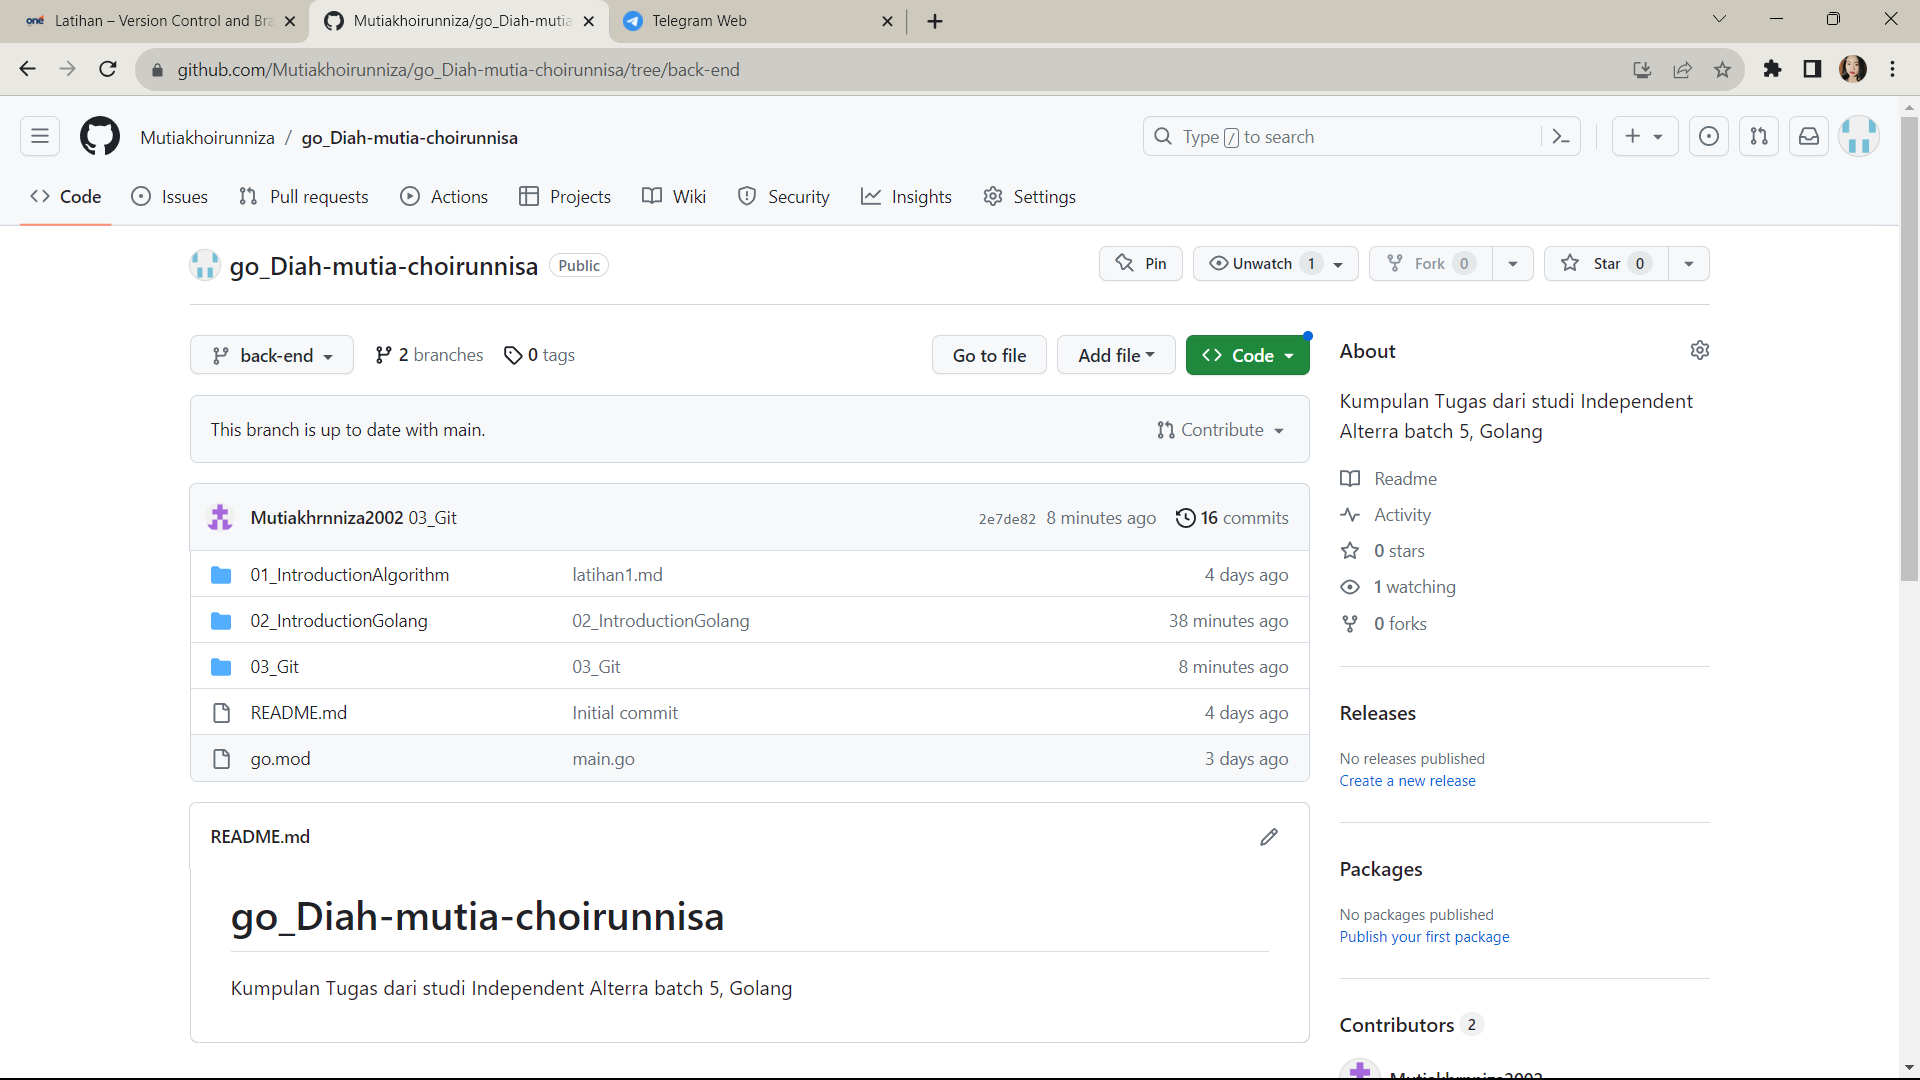 one Latihan – Version Control and Bra
Mutiakhoirunniza/go_Diah-mutia
Telegram Web
github.com/Mutiakhoirunniza/go_Diah-mutia-choirunnisa/tree/back-end
Mutiakhoirunniza / go_Diah-mutia-choirunnisa
Type / to search
Code Issues Pull requests Actions Projects Wiki Security Insights Settings
go_Diah-mutia-choirunnisa Public
Pin Unwatch 1 Fork 0 Star 0
back-end 2 branches 0 tags
Go to file Add file Code
This branch is up to date with main.
Contribute
Mutiakhrnniza2002 03_Git 2e7de82 8 minutes ago 16 commits
01_IntroductionAlgorithm latihan1.md 4 days ago
02_IntroductionGolang 02_IntroductionGolang 38 minutes ago
03_Git 03_Git 8 minutes ago
README.md Initial commit 4 days ago
go.mod main.go 3 days ago
README.md
go_Diah-mutia-choirunnisa
Kumpulan Tugas dari studi Independent Alterra batch 5, Golang
About
Kumpulan Tugas dari studi Independent
Alterra batch 5, Golang
Readme
Activity
0 stars
1 watching
0 forks
Releases
No releases published
Create a new release
Packages
No packages published
Publish your first package
Contributors 2
Mutiakhrnniza2002